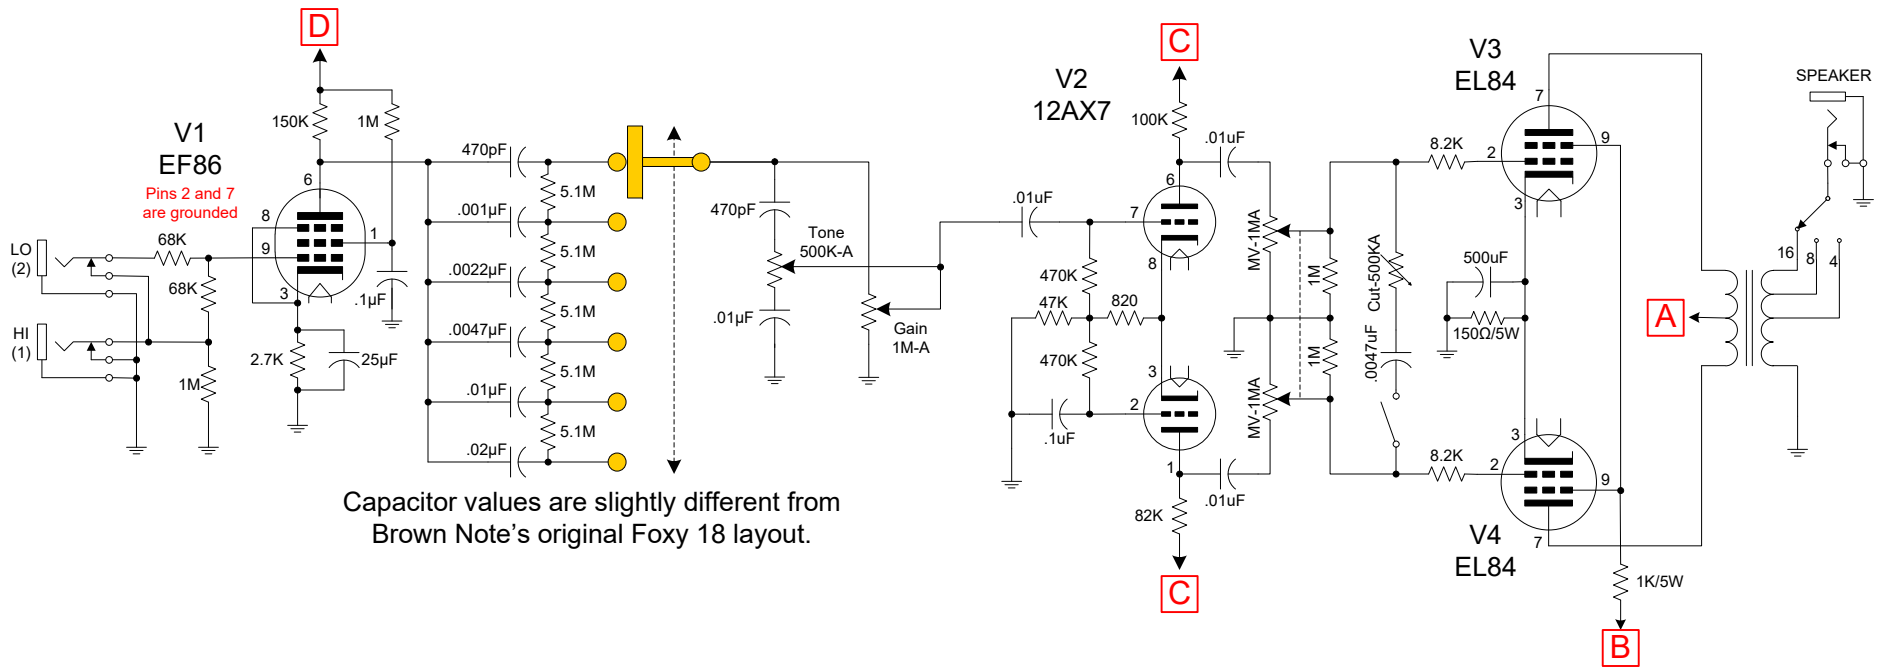 D
V1
EF86
Pins 2 and 7
are grounded
150K
1M
6
8
9
1
3
LO
(2)
68K
68K
HI
(1)
1M
2.7K
25µF
.1µF
470pF
5.1M
.001µF
5.1M
.0022µF
5.1M
.0047µF
5.1M
.01µF
5.1M
.02µF
Capacitor values are slightly different from
Brown Note's original Foxy 18 layout.
470pF
Tone
500K-A
.01µF
Gain
1M-A
C
V2
12AX7
100K
.01uF
.01uF
6
7
8
470K
47K
820
470K
3
2
.1uF
1
82K
.01uF
C
MV-1MA
MV-1MA
1M
1M
Cut-500KA
.0047uF
8.2K
8.2K
V3
EL84
7
9
2
3
500uF
150Ω/5W
3
2
9
7
V4
EL84
A
1K/5W
B
SPEAKER
16
8
4